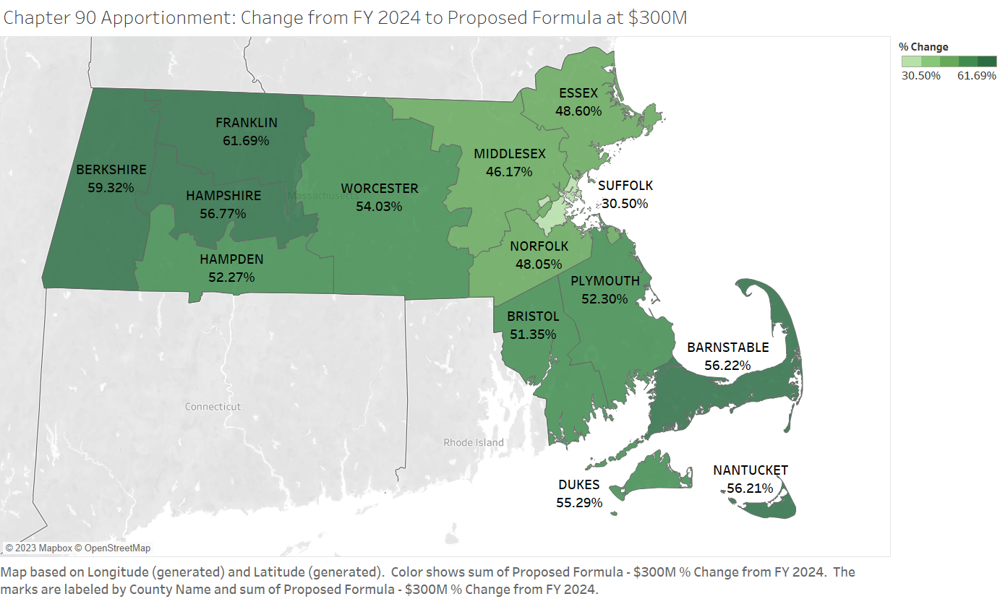 Chapter 90 Apportionment: Change from FY 2024 to Proposed Formula at $300M
% Change
30.50% 61.69%
ESSEX
48.60%
FRANKLIN
61.69%
MIDDLESEX
46.17%
BERKSHIRE
59.32%
SUFFOLK
30.50%
WORCESTER
54.03%
HAMPSHIRE
56.77%
Massachusetts
NORFOLK
48.05%
HAMPDEN
52.27%
PLYMOUTH
52.30%
BRISTOL
51.35%
BARNSTABLE
56.22%
Connecticut
Rhode Island
NANTUCKET
56.21%
DUKES
55.29%
© 2023 Mapbox © OpenStreetMap
Map based on Longitude (generated) and Latitude (generated).  Color shows sum of Proposed Formula - $300M % Change from FY 2024.  The
marks are labeled by County Name and sum of Proposed Formula - $300M % Change from FY 2024.